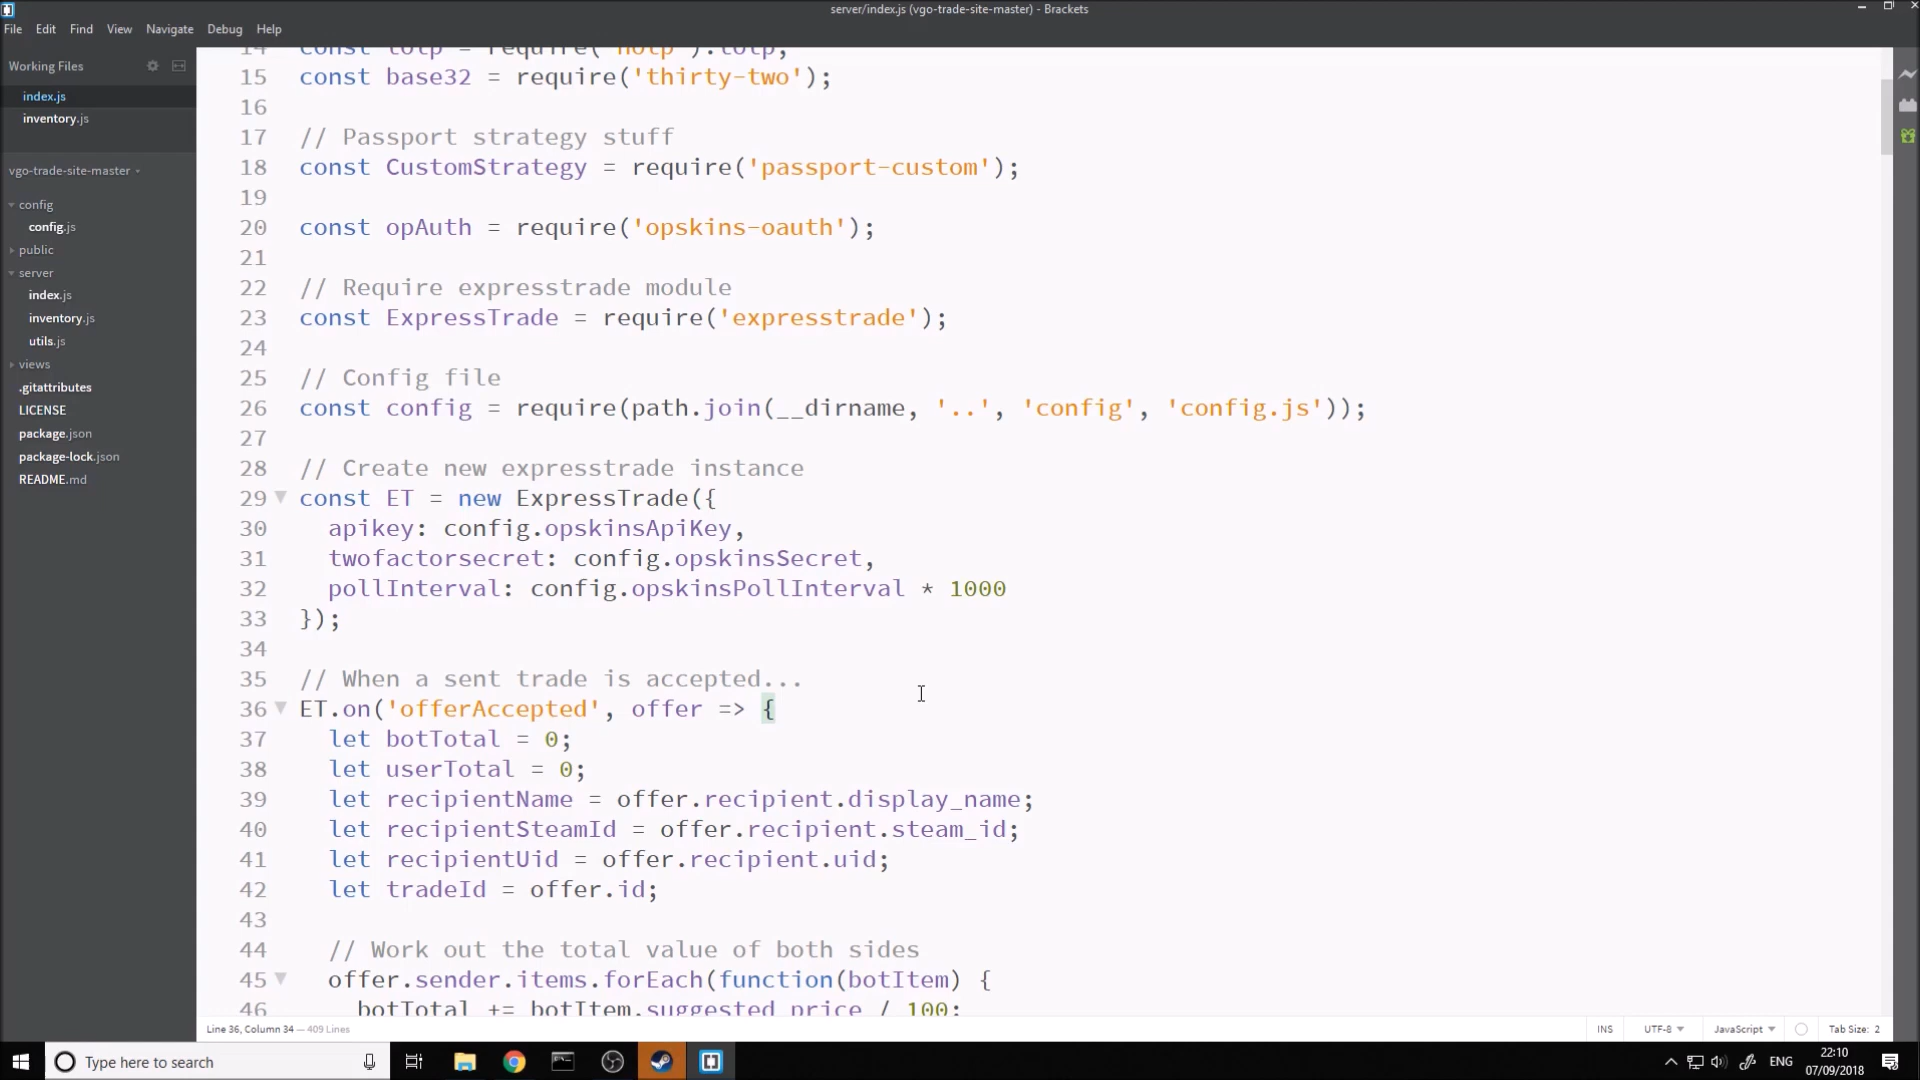 server/index.js (vgo-trade-site-master) - Brackets
File Edit Find View Navigate Debug Help
Working Files
index.js
inventory.js
vgo-trade-site-master
config
config.js
public
server
index.js
inventory.js
utils.js
views
.gitattributes
LICENSE
package.json
package-lock.json
README.md
14 const totp = require('notp').totp;
15 const base32 = require('thirty-two');
16
17 // Passport strategy stuff
18 const CustomStrategy = require('passport-custom');
19
20 const opAuth = require('opskins-oauth');
21
22 // Require expresstrade module
23 const ExpressTrade = require('expresstrade');
24
25 // Config file
26 const config = require(path.join(__dirname, '..', 'config', 'config.js'));
27
28 // Create new expresstrade instance
29 const ET = new ExpressTrade({
30 apikey: config.opskinsApiKey,
31 twofactorsecret: config.opskinsSecret,
32 pollInterval: config.opskinsPollInterval * 1000
33 });
34
35 // When a sent trade is accepted...
36 ET.on('offerAccepted', offer => {
37 let botTotal = 0;
38 let userTotal = 0;
39 let recipientName = offer.recipient.display_name;
40 let recipientSteamId = offer.recipient.steam_id;
41 let recipientUid = offer.recipient.uid;
42 let tradeId = offer.id;
43
44 // Work out the total value of both sides
45 offer.sender.items.forEach(function(botItem) {
46 botTotal += botItem.suggested_price / 100;
Line 36, Column 34 — 409 Lines
INS UTF-8 JavaScript Tab Size: 2
Type here to search
ENG
22:10
07/09/2018